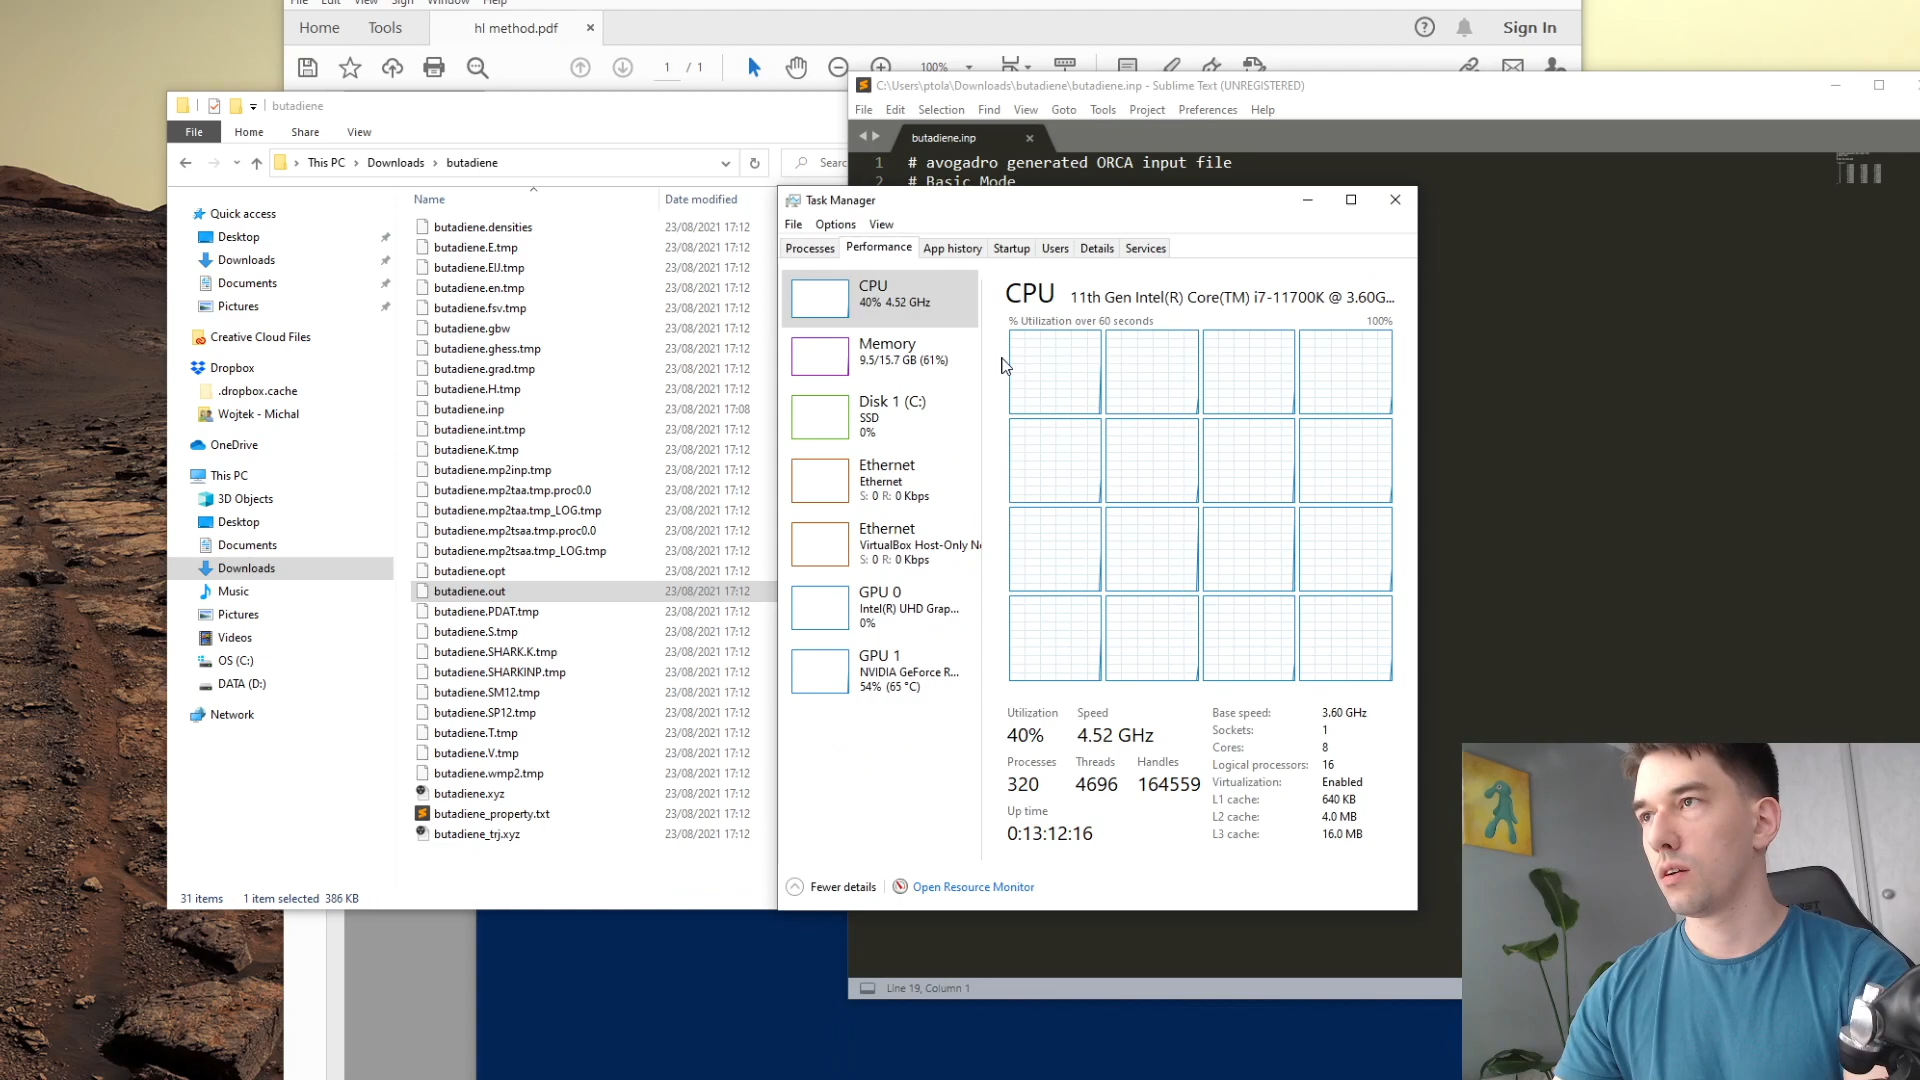 File Edit View Sign Window Help
Home Tools hl method.pdf
Sign In
1 / 1 100%
butadiene
File Home Share View
This PC Downloads butadiene
Searc
Name Date modified
Quick access
Desktop
Downloads
Documents
Pictures
Creative Cloud Files
Dropbox
.dropbox.cache
Wojtek - Michal
OneDrive
This PC
3D Objects
Desktop
Documents
Downloads
Music
Pictures
Videos
OS (C:)
DATA (D:)
Network
butadiene.densities 23/08/2021 17:12
butadiene.E.tmp 23/08/2021 17:12
butadiene.EIJ.tmp 23/08/2021 17:12
butadiene.en.tmp 23/08/2021 17:12
butadiene.fsv.tmp 23/08/2021 17:12
butadiene.gbw 23/08/2021 17:12
butadiene.ghess.tmp 23/08/2021 17:12
butadiene.grad.tmp 23/08/2021 17:12
butadiene.H.tmp 23/08/2021 17:12
butadiene.inp 23/08/2021 17:08
butadiene.int.tmp 23/08/2021 17:12
butadiene.K.tmp 23/08/2021 17:12
butadiene.mp2inp.tmp 23/08/2021 17:12
butadiene.mp2taa.tmp.proc0.0 23/08/2021 17:12
butadiene.mp2taa.tmp_LOG.tmp 23/08/2021 17:12
butadiene.mp2tsaa.tmp.proc0.0 23/08/2021 17:12
butadiene.mp2tsaa.tmp_LOG.tmp 23/08/2021 17:12
butadiene.opt 23/08/2021 17:12
butadiene.out 23/08/2021 17:12
butadiene.PDAT.tmp 23/08/2021 17:12
butadiene.S.tmp 23/08/2021 17:12
butadiene.SHARK.K.tmp 23/08/2021 17:12
butadiene.SHARKINP.tmp 23/08/2021 17:12
butadiene.SM12.tmp 23/08/2021 17:12
butadiene.SP12.tmp 23/08/2021 17:12
butadiene.T.tmp 23/08/2021 17:12
butadiene.V.tmp 23/08/2021 17:12
butadiene.wmp2.tmp 23/08/2021 17:12
butadiene.xyz 23/08/2021 17:12
butadiene_property.txt 23/08/2021 17:12
butadiene_trj.xyz 23/08/2021 17:12
31 items 1 item selected 386 KB
C:\Users\ptola\Downloads\butadiene\butadiene.inp - Sublime Text (UNREGISTERED)
File Edit Selection Find View Goto Tools Project Preferences Help
butadiene.inp
1 # avogadro generated ORCA input file
2 # Basic Mode
Task Manager
File Options View
Processes Performance App history Startup Users Details Services
CPU
40% 4.52 GHz
Memory
9.5/15.7 GB (61%)
Disk 1 (C:)
SSD
0%
Ethernet
Ethernet
S: 0 R: 0 Kbps
Ethernet
VirtualBox Host-Only N
S: 0 R: 0 Kbps
GPU 0
Intel(R) UHD Grap...
0%
GPU 1
NVIDIA GeForce R...
54% (65 °C)
CPU 11th Gen Intel(R) Core(TM) i7-11700K @ 3.60G...
% Utilization over 60 seconds 100%
Utilization Speed
40% 4.52 GHz
Processes Threads Handles
320 4696 164559
Up time
0:13:12:16
Base speed: 3.60 GHz
Sockets: 1
Cores: 8
Logical processors: 16
Virtualization: Enabled
L1 cache: 640 KB
L2 cache: 4.0 MB
L3 cache: 16.0 MB
Fewer details Open Resource Monitor
Line 19, Column 1